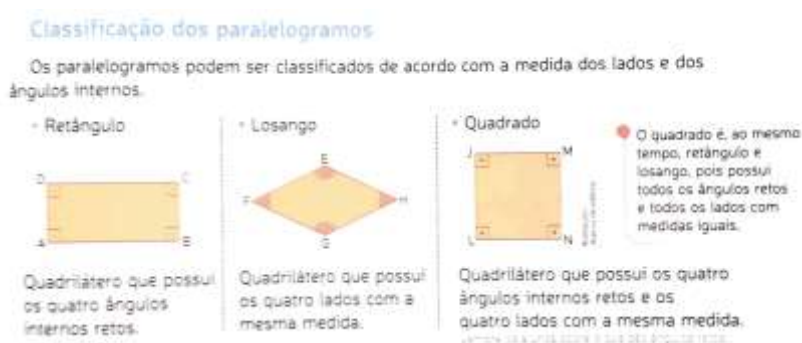 Classificação dos paralelogramos
Os paralelogramos podem ser classificados de acordo com a medida dos lados e dos
ângulos internos.
• Retângulo
D
C
A
B
Quadrilátero que possui
os quatro ângulos
internos retos.
• Losango
E
F
H
G
Quadrilátero que possui
os quatro lados com a
mesma medida.
• Quadrado
J
M
L
N
Quadrilátero que possui os quatro
ângulos internos retos e os
quatro lados com a mesma medida.
O quadrado é, ao mesmo
tempo, retângulo e
losango, pois possui
todos os ângulos retos
e todos os lados com
medidas iguais.